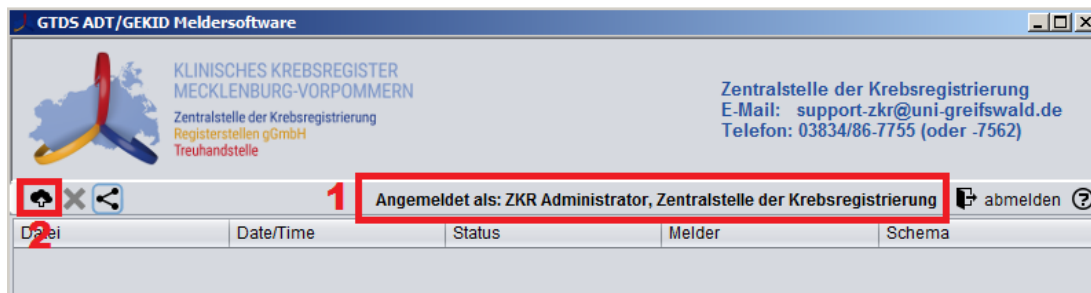 GTDS ADT/GEKID Meldersoftware
KLINISCHES KREBSREGISTER
MECKLENBURG-VORPOMMERN
Zentralstelle der Krebsregistrierung
Registerstellen gGmbH
Treuhandstelle
Zentralstelle der Krebsregistrierung
E-Mail: support-zkr@uni-greifswald.de
Telefon: 03834/86-7755 (oder -7562)
1
Angemeldet als: ZKR Administrator, Zentralstelle der Krebsregistrierung
abmelden
?
2
Datei
Date/Time
Status
Melder
Schema